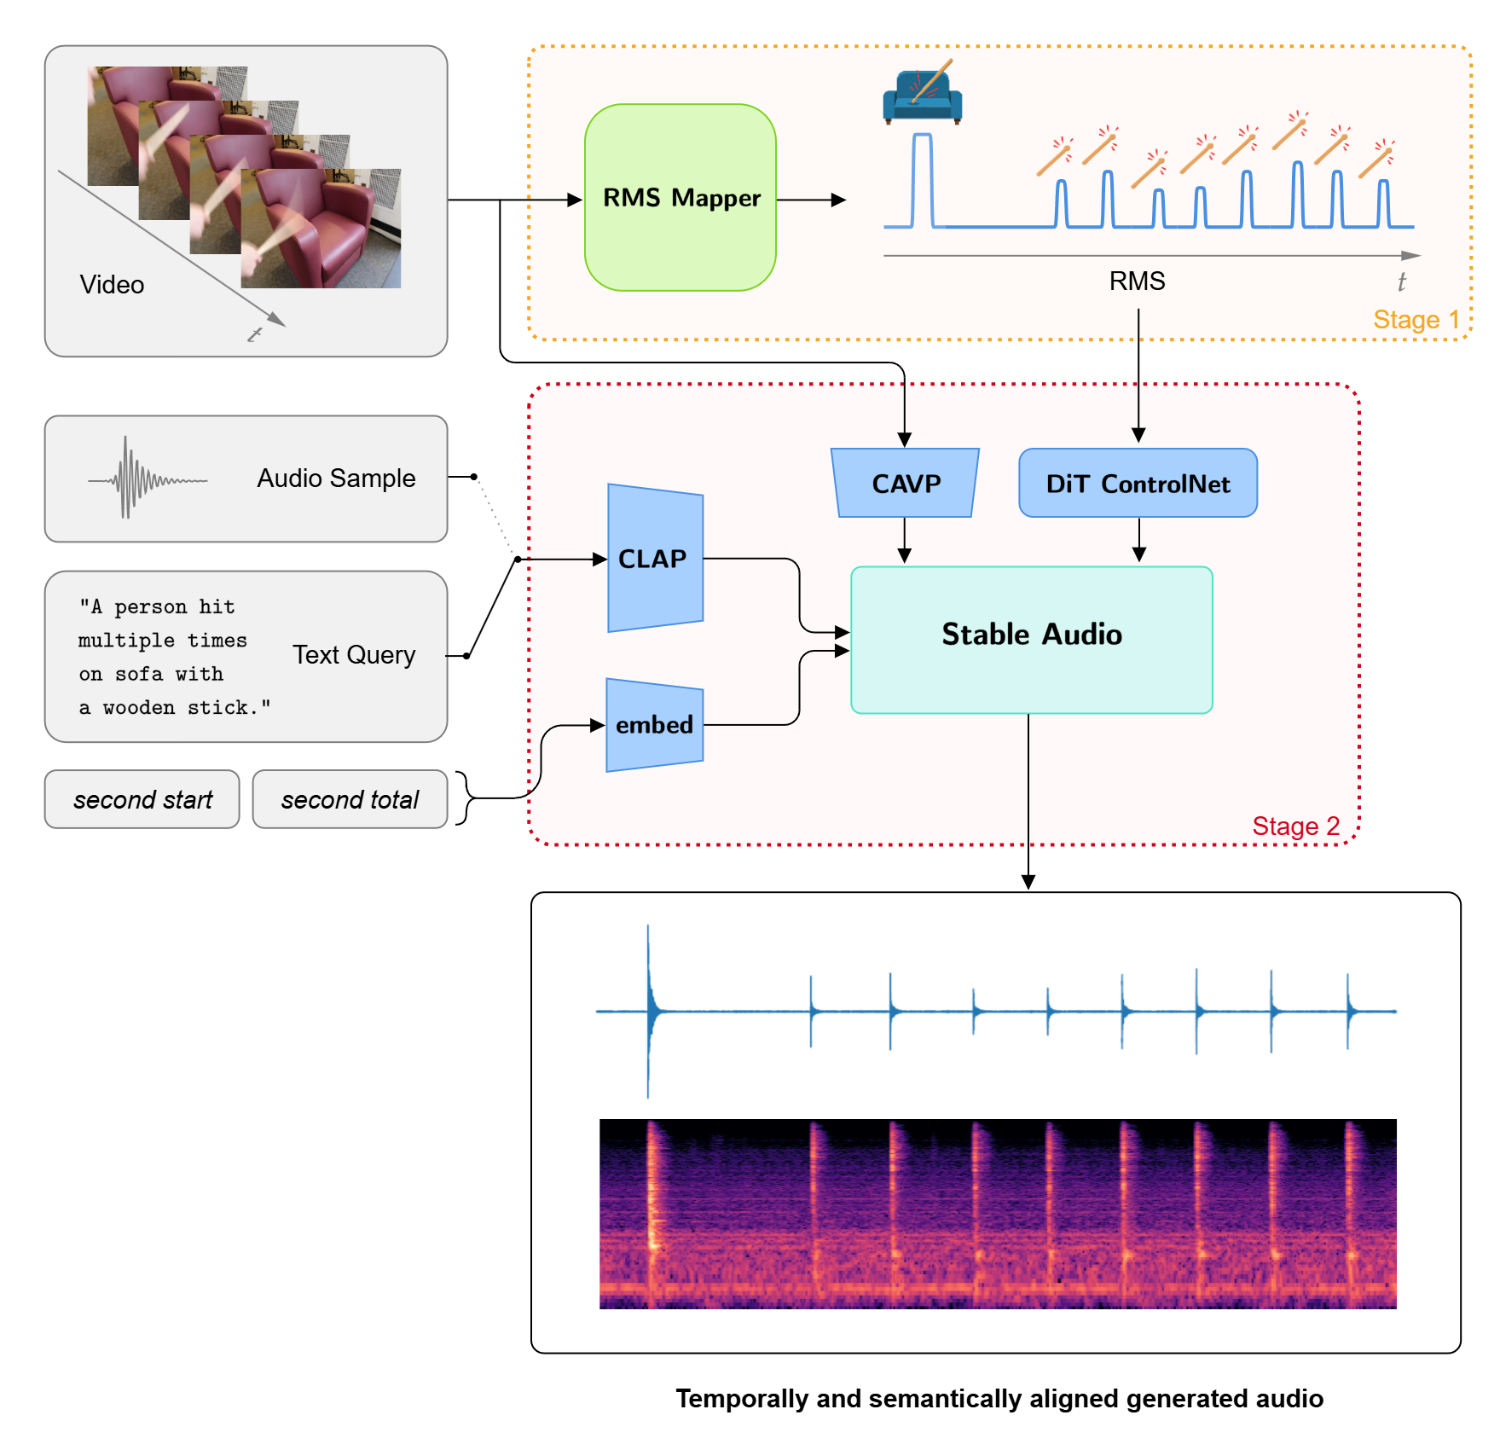 Video
t
RMS Mapper
RMS
t
Stage 1
Audio Sample
"A person hit
multiple times
on sofa with
a wooden stick."
Text Query
second start
second total
CLAP
embed
CAVP
DiT ControlNet
Stable Audio
Stage 2
Temporally and semantically aligned generated audio